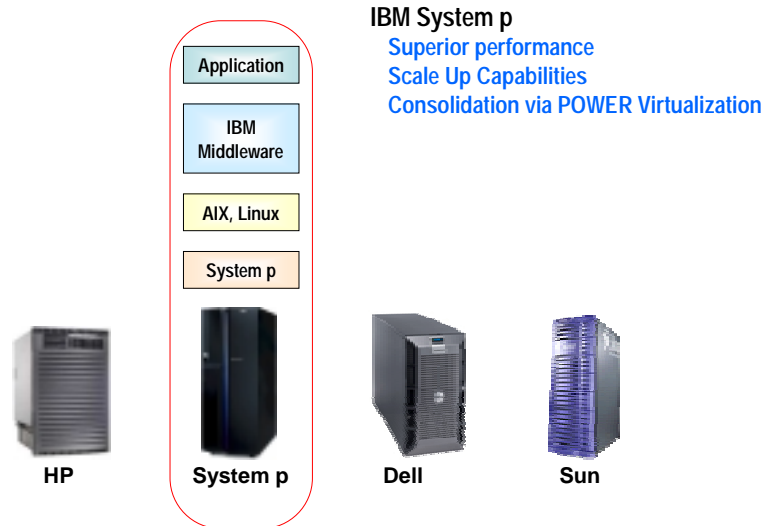 IBM System p
Superior performance
Scale Up Capabilities
Consolidation via POWER Virtualization
Application
IBM
Middleware
AIX, Linux
System p
HP
System p
Dell
Sun